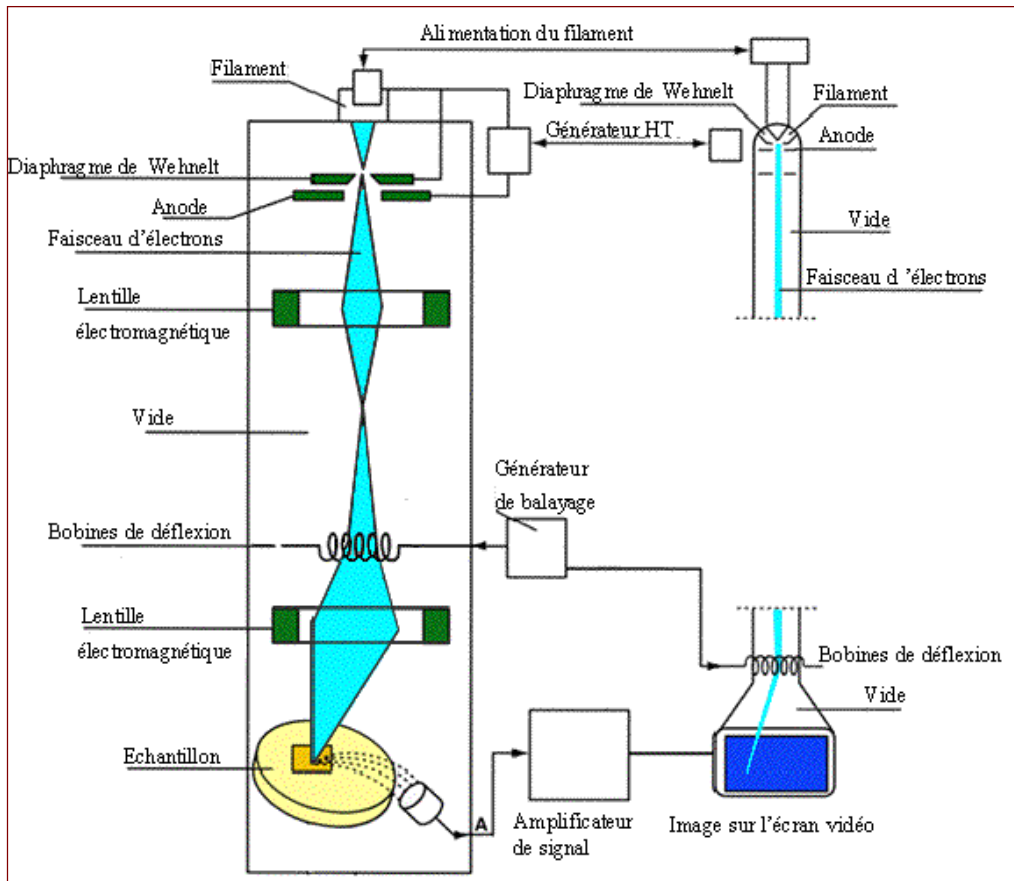 Alimentation du filament
Filament
Diaphragme de Wehnelt
Filament
Générateur HT
Anode
Diaphragme de Wehnelt
Anode
Vide
Faisceau d'électrons
Faisceau d 'électrons
Lentille
électromagnétique
Vide
Générateur
de balayage
Bobines de déflexion
Lentille
électromagnétique
Bobines de déflexion
Vide
Echantillon
A
Amplificateur
de signal
Image sur l'écran vidéo